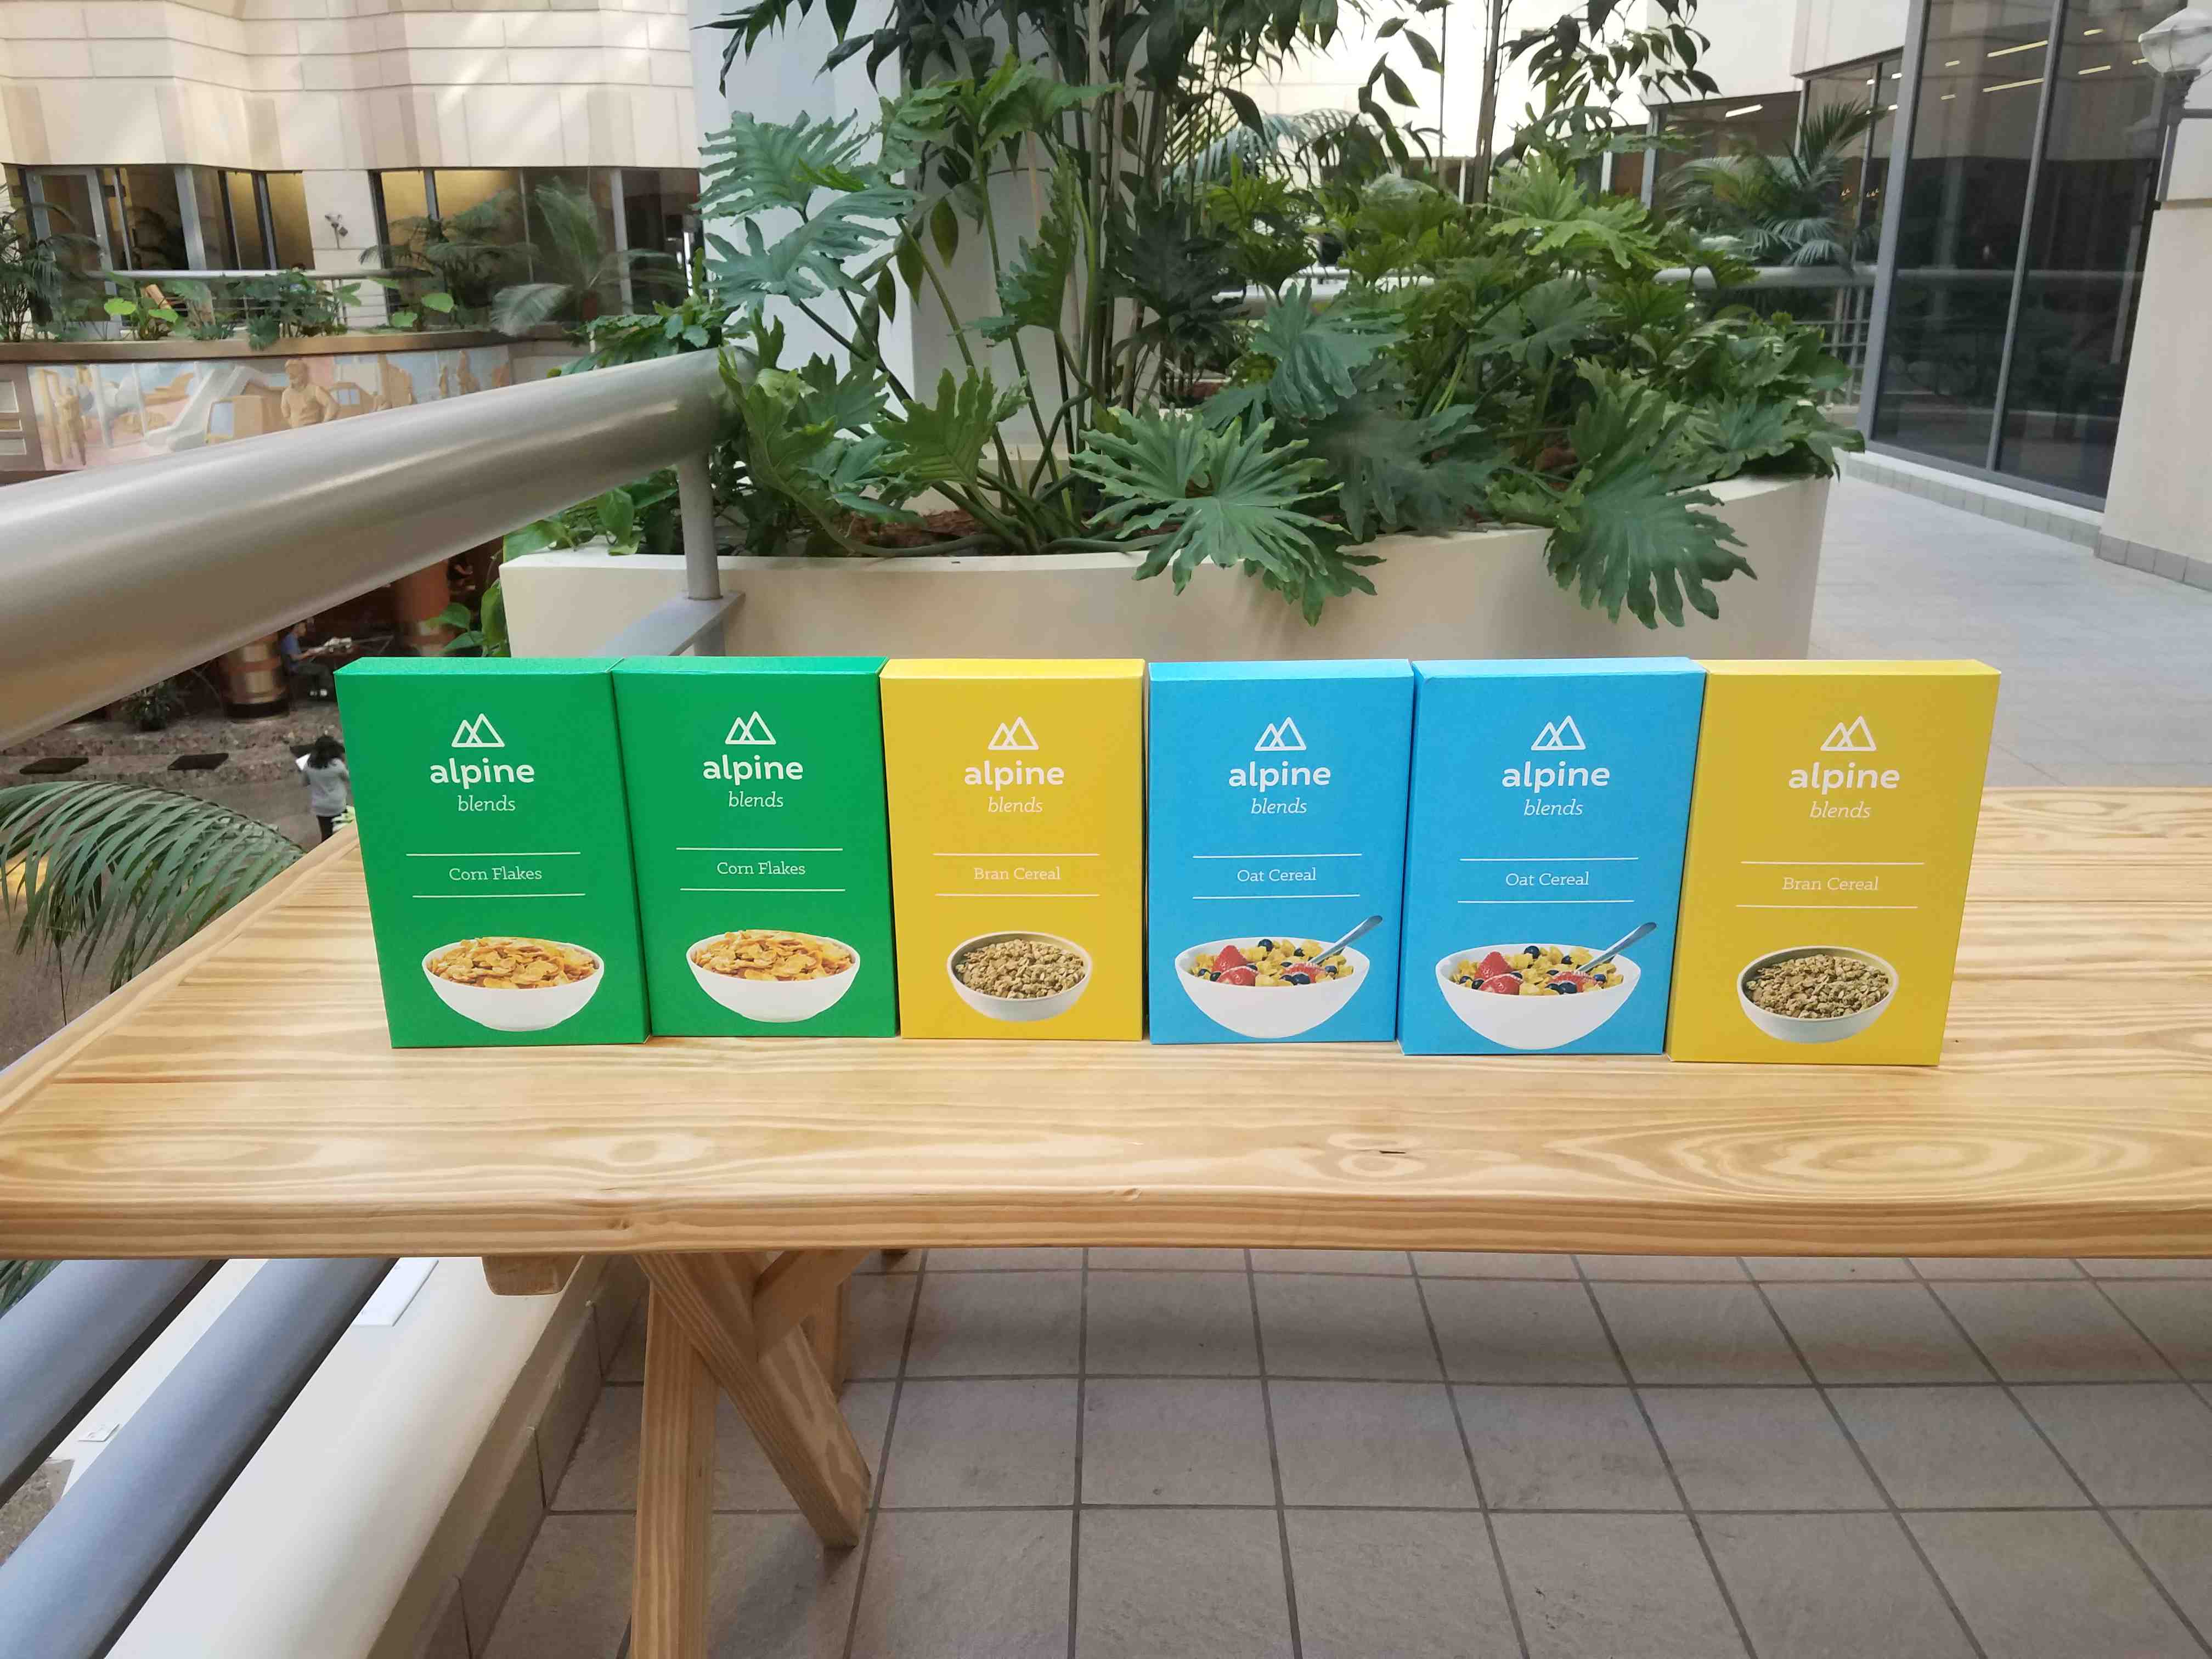 alpine
blends
Corn Flakes
alpine
blends
Corn Flakes
alpine
blends
Bran Cereal
alpine
blends
Oat Cereal
alpine
blends
Oat Cereal
alpine
blends
Bran Cereal